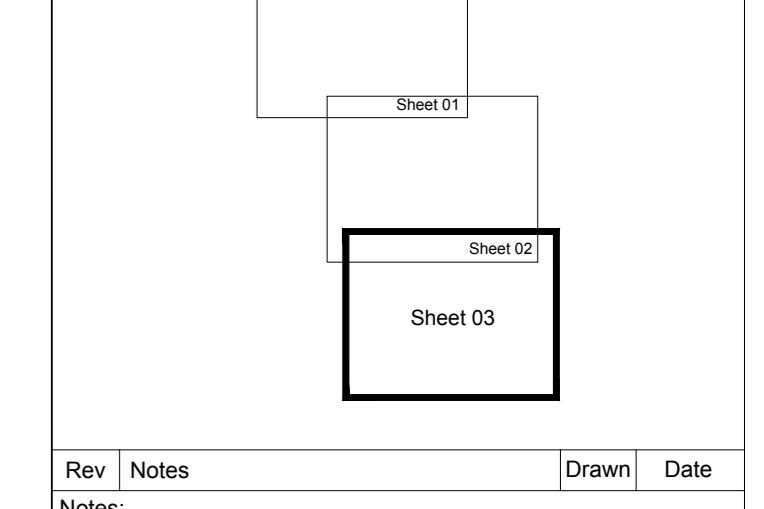 Sheet 01
Sheet 02
Sheet 03
Rev Notes Drawn Date
Notes: